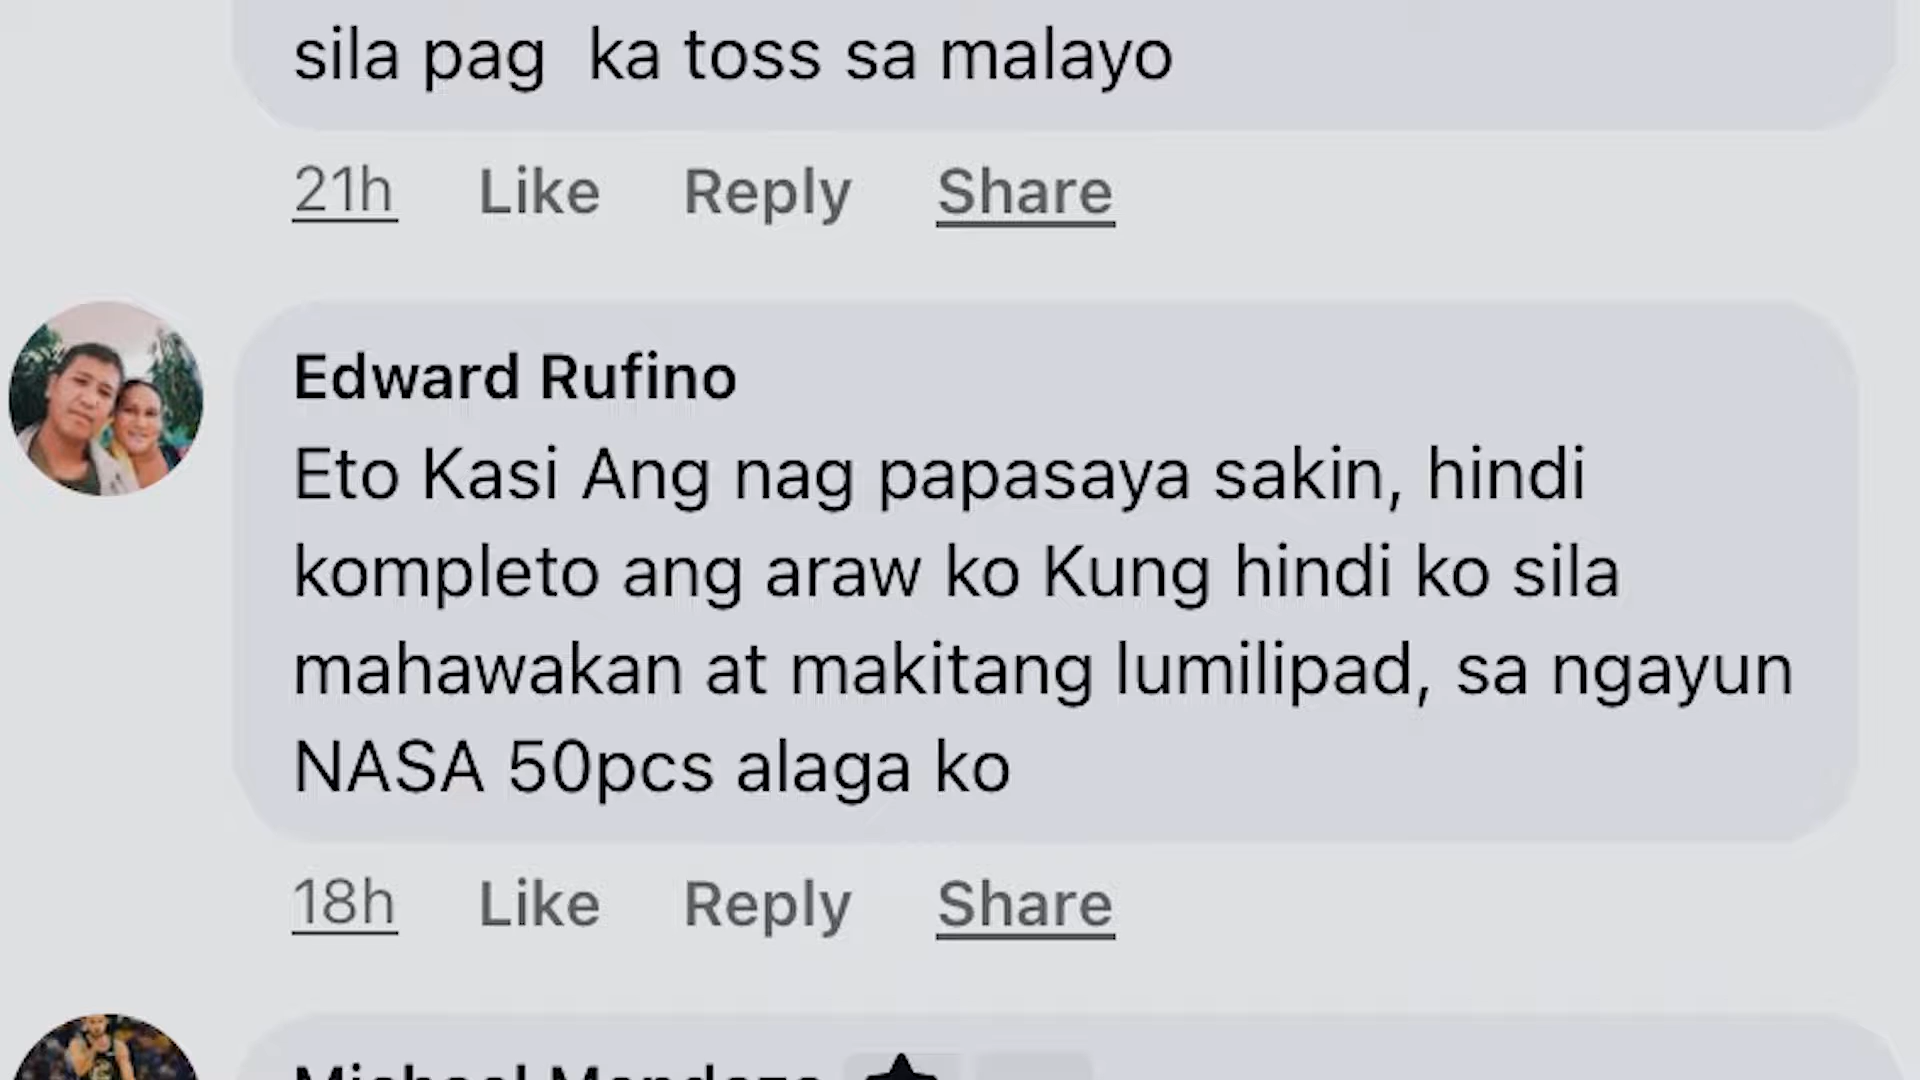 sila pag ka toss sa malayo
21h Like Reply Share
Edward Rufino
Eto Kasi Ang nag papasaya sakin, hindi
kompleto ang araw ko Kung hindi ko sila
mahawakan at makitang lumilipad, sa ngayun
NASA 50pcs alaga ko
18h Like Reply Share
Michael Mendoza